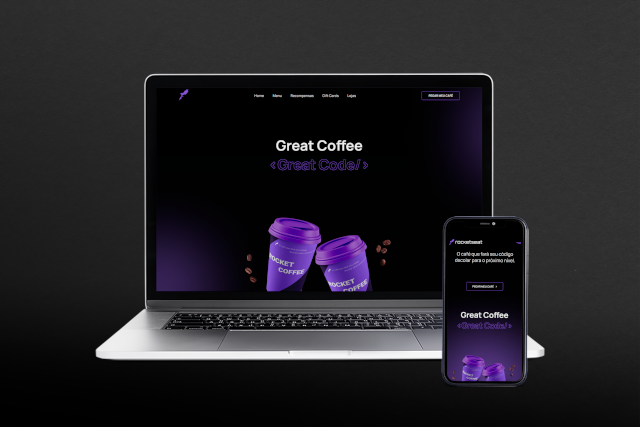 Home Menu Recompensas Gift Cards Lojas
PEGAR MEU CAFÉ
Great Coffee
<Great Code/>
ROCKET
COFFEE
ROCKET
COFFEE
rocketseat
O café que fará seu código
decolar para o próximo nível.
PEGAR MEU CAFÉ
Great Coffee
<Great Code/>